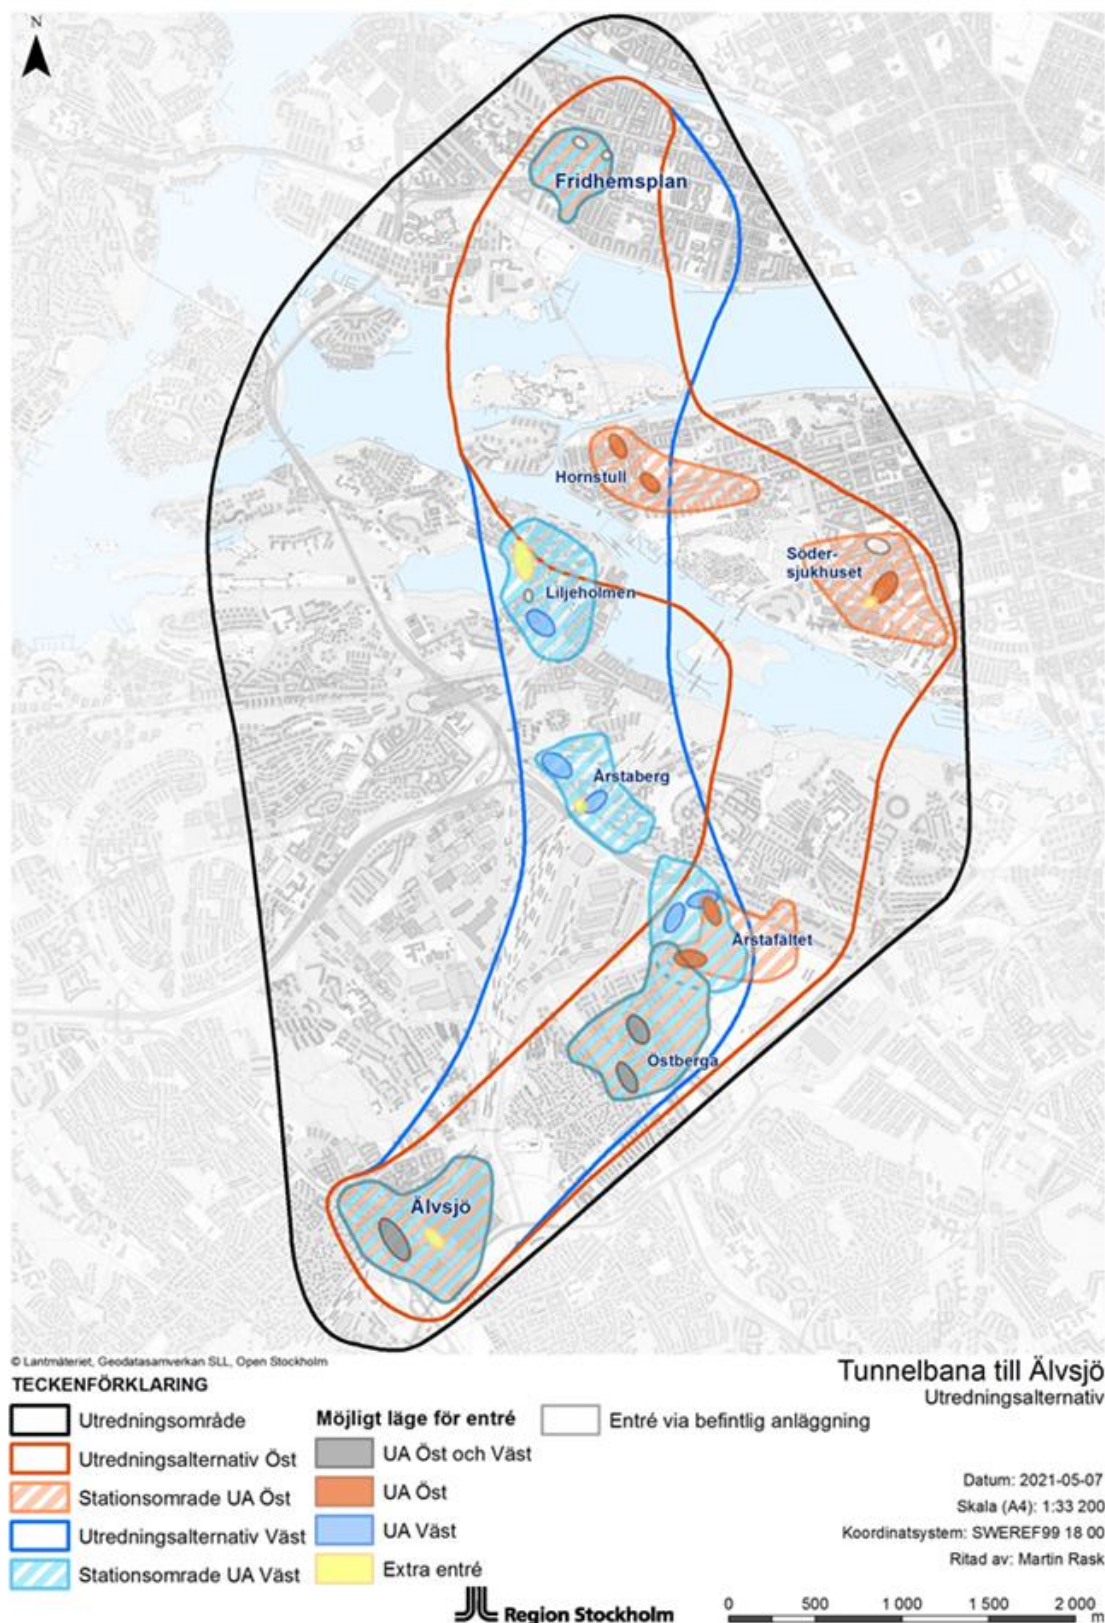 N
Fridhemsplan
Hornstull
Söder-
sjukhuset
Liljeholmen
Årstaberg
Årstafältet
Östberga
Älvsjö
© Lantmäteriet, Geodatasamverkan SLL, Open Stockholm
TECKENFÖRKLARING
Utredningsområde
Utredningsalternativ Öst
Stationsomrade UA Öst
Utredningsalternativ Väst
Stationsomrade UA Väst
Möjligt läge för entré
UA Öst och Väst
UA Öst
UA Väst
Extra entré
Entré via befintlig anläggning
Tunnelbana till Älvsjö
Utredningsalternativ
Datum: 2021-05-07
Skala (A4): 1:33 200
Koordinatsystem: SWEREF99 18 00
Ritad av: Martin Rask
Region Stockholm
0 500 1 000 1 500 2 000
m